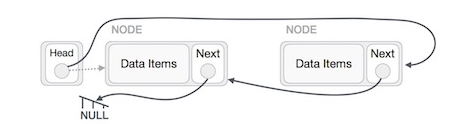 NODE
NODE
Head
Data Items
Next
Data Items
Next
NULL